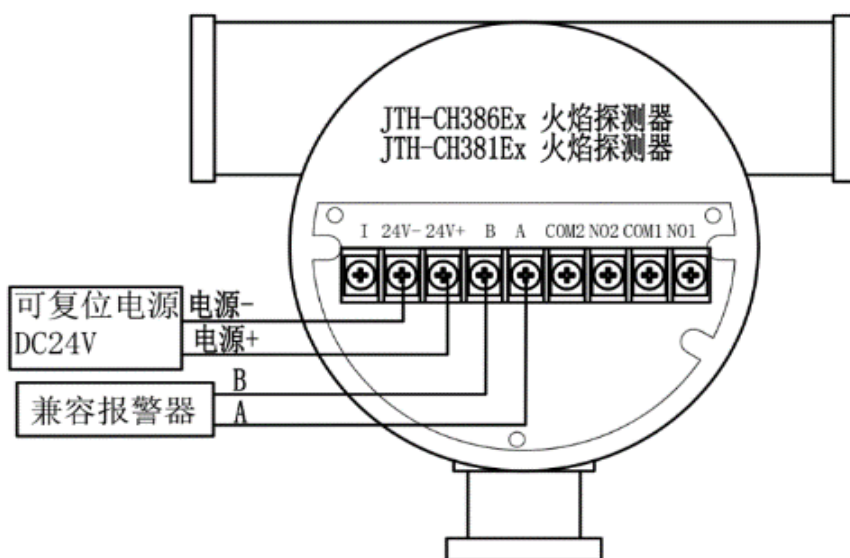 JTH-CH386Ex 火焰探测器
JTH-CH381Ex 火焰探测器
I 24V- 24V+ B A COM2 NO2 COM1 NO1
可复位电源 电源-
DC24V 电源+
B
兼容报警器 A